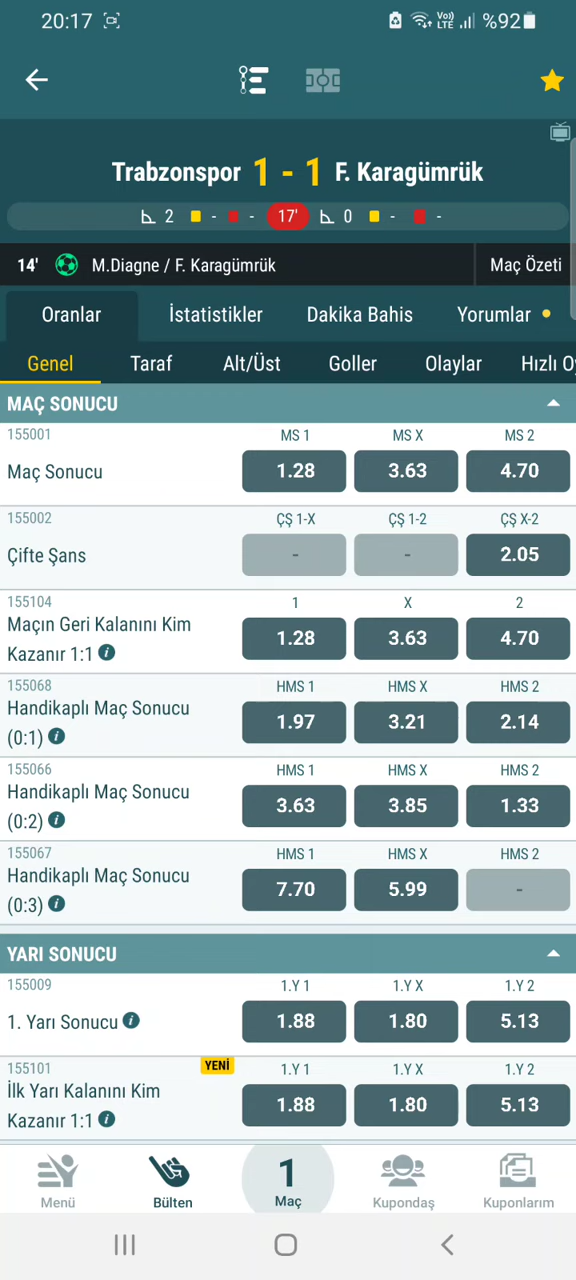 20:17 Vo)) LTE %92
Trabzonspor 1 - 1 F. Karagümrük
2 - - 17' 0 - -
14' M.Diagne / F. Karagümrük Maç Özeti
Oranlar İstatistikler Dakika Bahis Yorumlar
Genel Taraf Alt/Üst Goller Olaylar Hızlı Oy
MAÇ SONUCU
155001 MS 1 MS X MS 2
Maç Sonucu 1.28 3.63 4.70
155002 ÇŞ 1-X ÇŞ 1-2 ÇŞ X-2
Çifte Şans - - 2.05
155104 1 X 2
Maçın Geri Kalanını Kim
Kazanır 1:1 1.28 3.63 4.70
155068 HMS 1 HMS X HMS 2
Handikaplı Maç Sonucu
(0:1) 1.97 3.21 2.14
155066 HMS 1 HMS X HMS 2
Handikaplı Maç Sonucu
(0:2) 3.63 3.85 1.33
155067 HMS 1 HMS X HMS 2
Handikaplı Maç Sonucu
(0:3) 7.70 5.99 -
YARI SONUCU
155009 1.Y 1 1.Y X 1.Y 2
1. Yarı Sonucu 1.88 1.80 5.13
155101 YENİ 1.Y 1 1.Y X 1.Y 2
İlk Yarı Kalanını Kim
Kazanır 1:1 1.88 1.80 5.13
Menü Bülten 1 Maç Kupondaş Kuponlarım